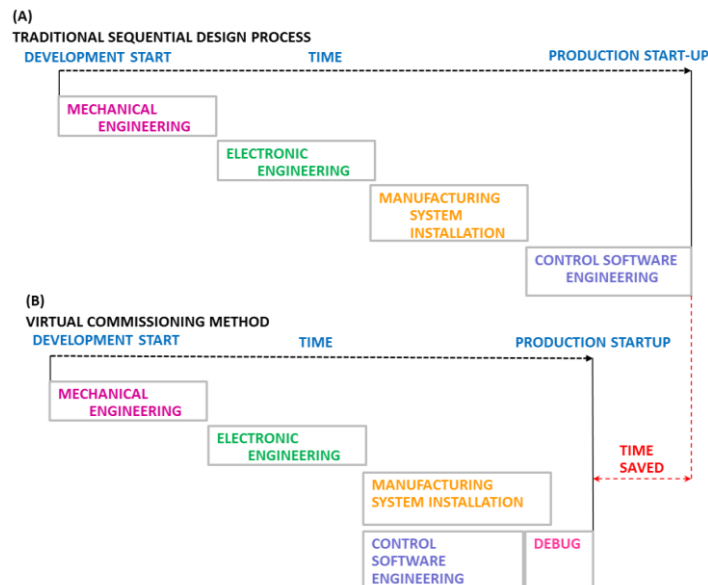 (A)
TRADITIONAL SEQUENTIAL DESIGN PROCESS
DEVELOPMENT START TIME PRODUCTION START-UP
MECHANICAL
ENGINEERING
ELECTRONIC
ENGINEERING
MANUFACTURING
SYSTEM
INSTALLATION
CONTROL SOFTWARE
ENGINEERING
(B)
VIRTUAL COMMISSIONING METHOD
DEVELOPMENT START TIME PRODUCTION STARTUP
MECHANICAL
ENGINEERING
ELECTRONIC
ENGINEERING
TIME
SAVED
MANUFACTURING
SYSTEM INSTALLATION
CONTROL
SOFTWARE
ENGINEERING
DEBUG